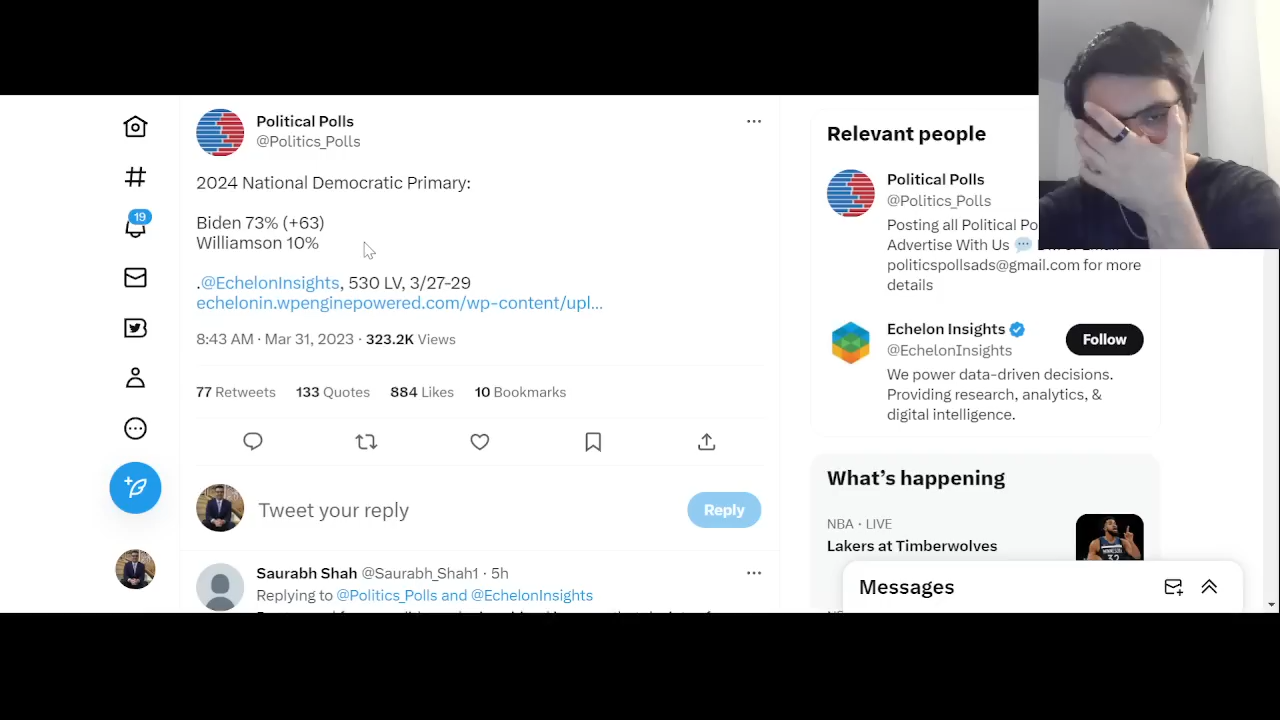 Political Polls
@Politics_Polls
2024 National Democratic Primary:
Biden 73% (+63)
Williamson 10%
.@EchelonInsights, 530 LV, 3/27-29
echelonin.wpenginepowered.com/wp-content/upl...
8:43 AM · Mar 31, 2023 · 323.2K Views
77 Retweets 133 Quotes 884 Likes 10 Bookmarks
Tweet your reply
Reply
Saurabh Shah @Saurabh_Shah1 · 5h
Replying to @Politics_Polls and @EchelonInsights
19
Relevant people
Political Polls
@Politics_Polls
Posting all Political
Advertise With Us
politicspollsads@gmail.com for more
details
Echelon Insights
@EchelonInsights
Follow
We power data-driven decisions.
Providing research, analytics, &
digital intelligence.
What's happening
NBA · LIVE
Lakers at Timberwolves
Messages